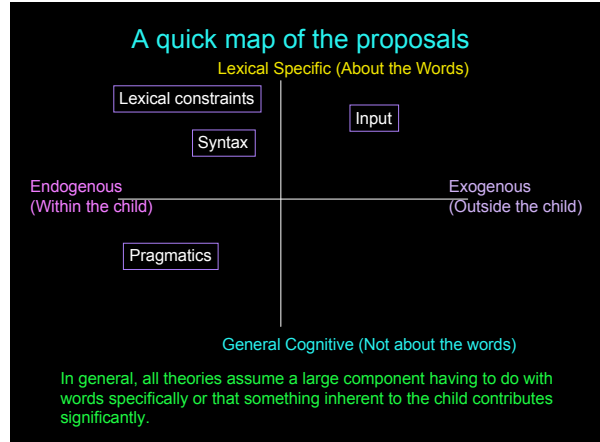 A quick map of the proposals
Lexical Specific (About the Words)
Lexical constraints
Input
Syntax
Endogenous
(Within the child)
Exogenous
(Outside the child)
Pragmatics
General Cognitive (Not about the words)
In general, all theories assume a large component having to do with
words specifically or that something inherent to the child contributes
significantly.